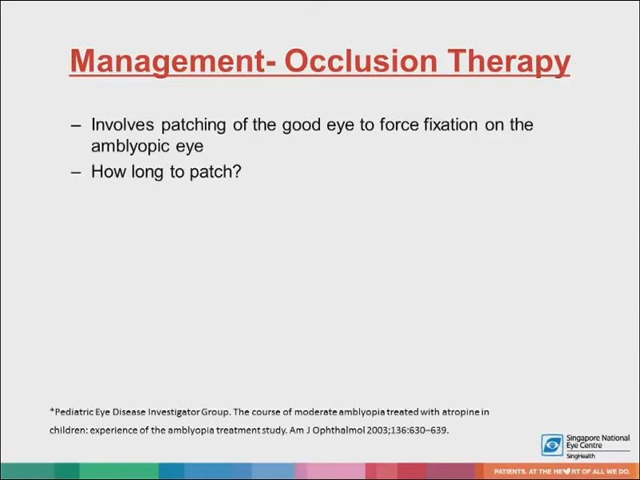 Management- Occlusion Therapy
– Involves patching of the good eye to force fixation on the
amblyopic eye
– How long to patch?
*Pediatric Eye Disease Investigator Group. The course of moderate amblyopia treated with atropine in
children: experience of the amblyopia treatment study. Am J Ophthalmol 2003;136:630–639.
Singapore National
Eye Centre
SingHealth
PATIENTS. AT THE HE♥RT OF ALL WE DO.